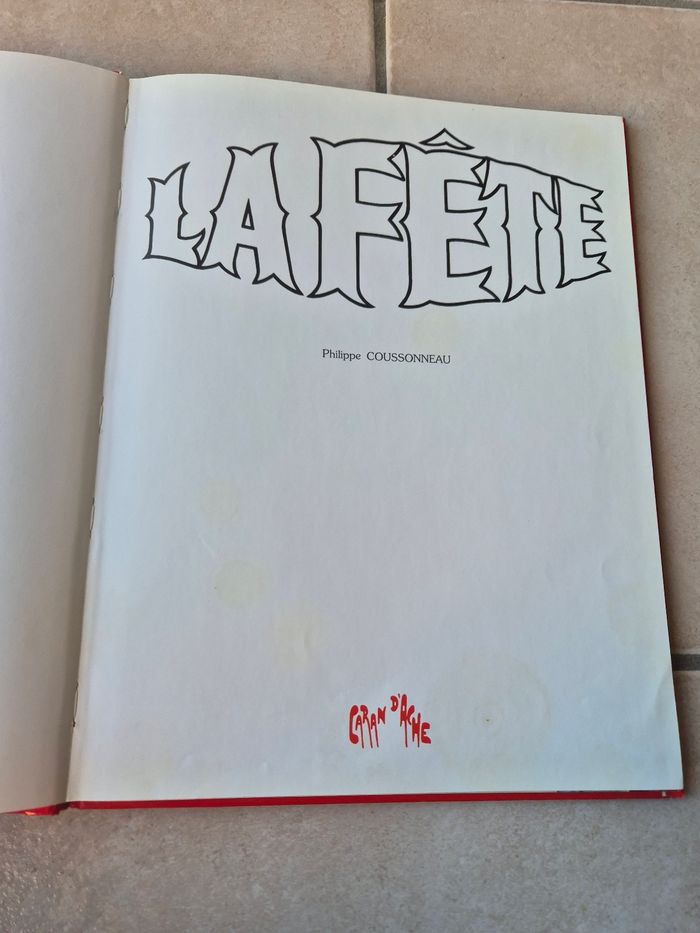 LA FÊTE
Philippe COUSSONNEAU
CARAN D'ACHE